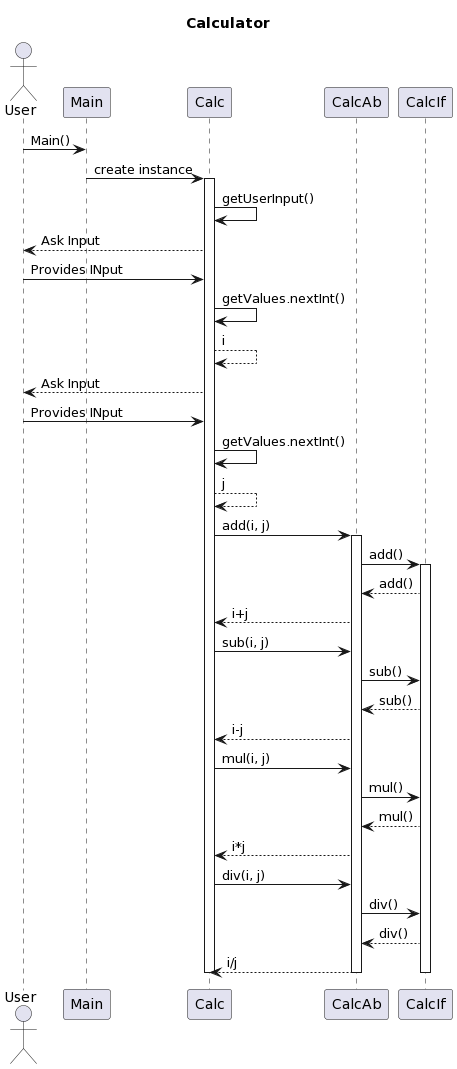 Calculator
User
Main
Calc
CalcAb
CalcIf
Main()
create instance
getUserInput()
Ask Input
Provides INput
getValues.nextInt()
i
Ask Input
Provides INput
getValues.nextInt()
j
add(i, j)
add()
add()
i+j
sub(i, j)
sub()
sub()
i-j
mul(i, j)
mul()
mul()
i*j
div(i, j)
div()
div()
i/j
User
Main
Calc
CalcAb
CalcIf